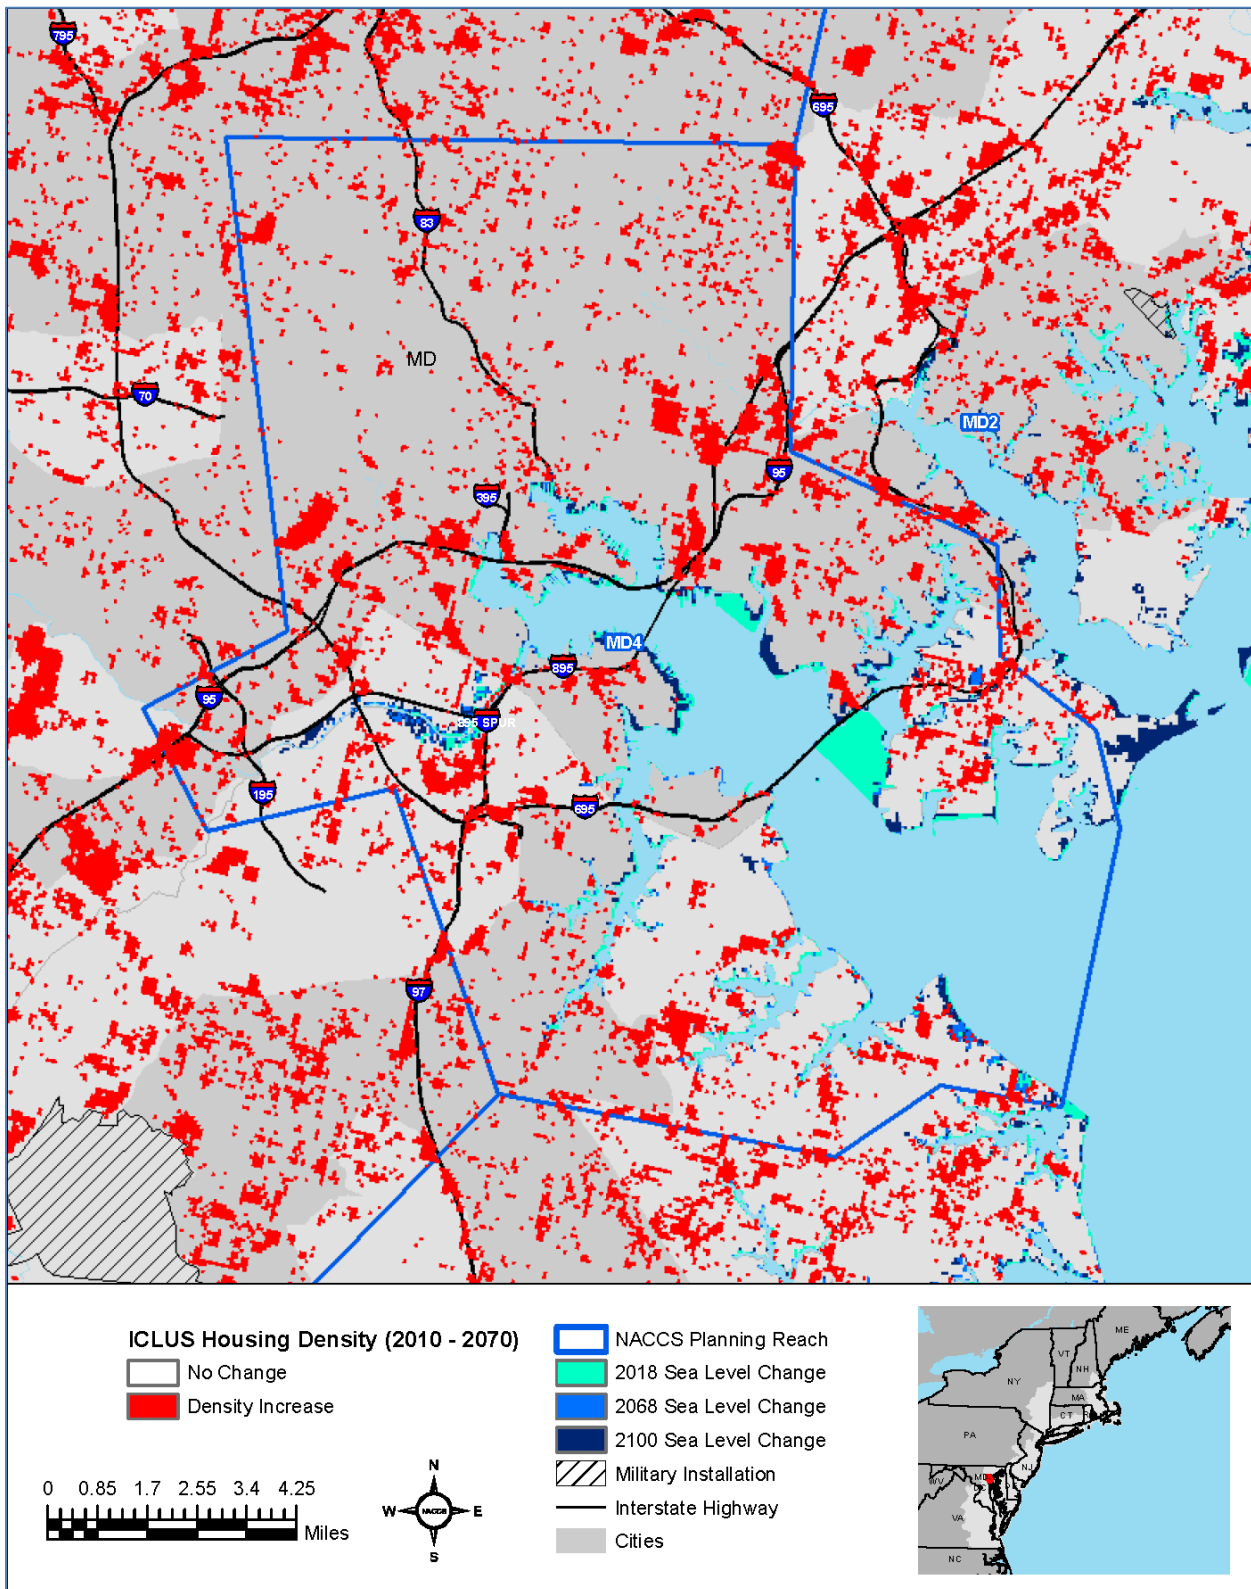 795
695
83
MD
70
MD2
95
395
MD4
895
95
895 SPUR
195
695
97
ICLUS Housing Density (2010 - 2070)
No Change
Density Increase
NACCS Planning Reach
2018 Sea Level Change
2068 Sea Level Change
2100 Sea Level Change
Military Installation
Interstate Highway
Cities
0 0.85 1.7 2.55 3.4 4.25
Miles
N
W NACCS E
S
ME
VT
NH
NY
MA
CT
PA
NJ
MD
WV
VA
NC